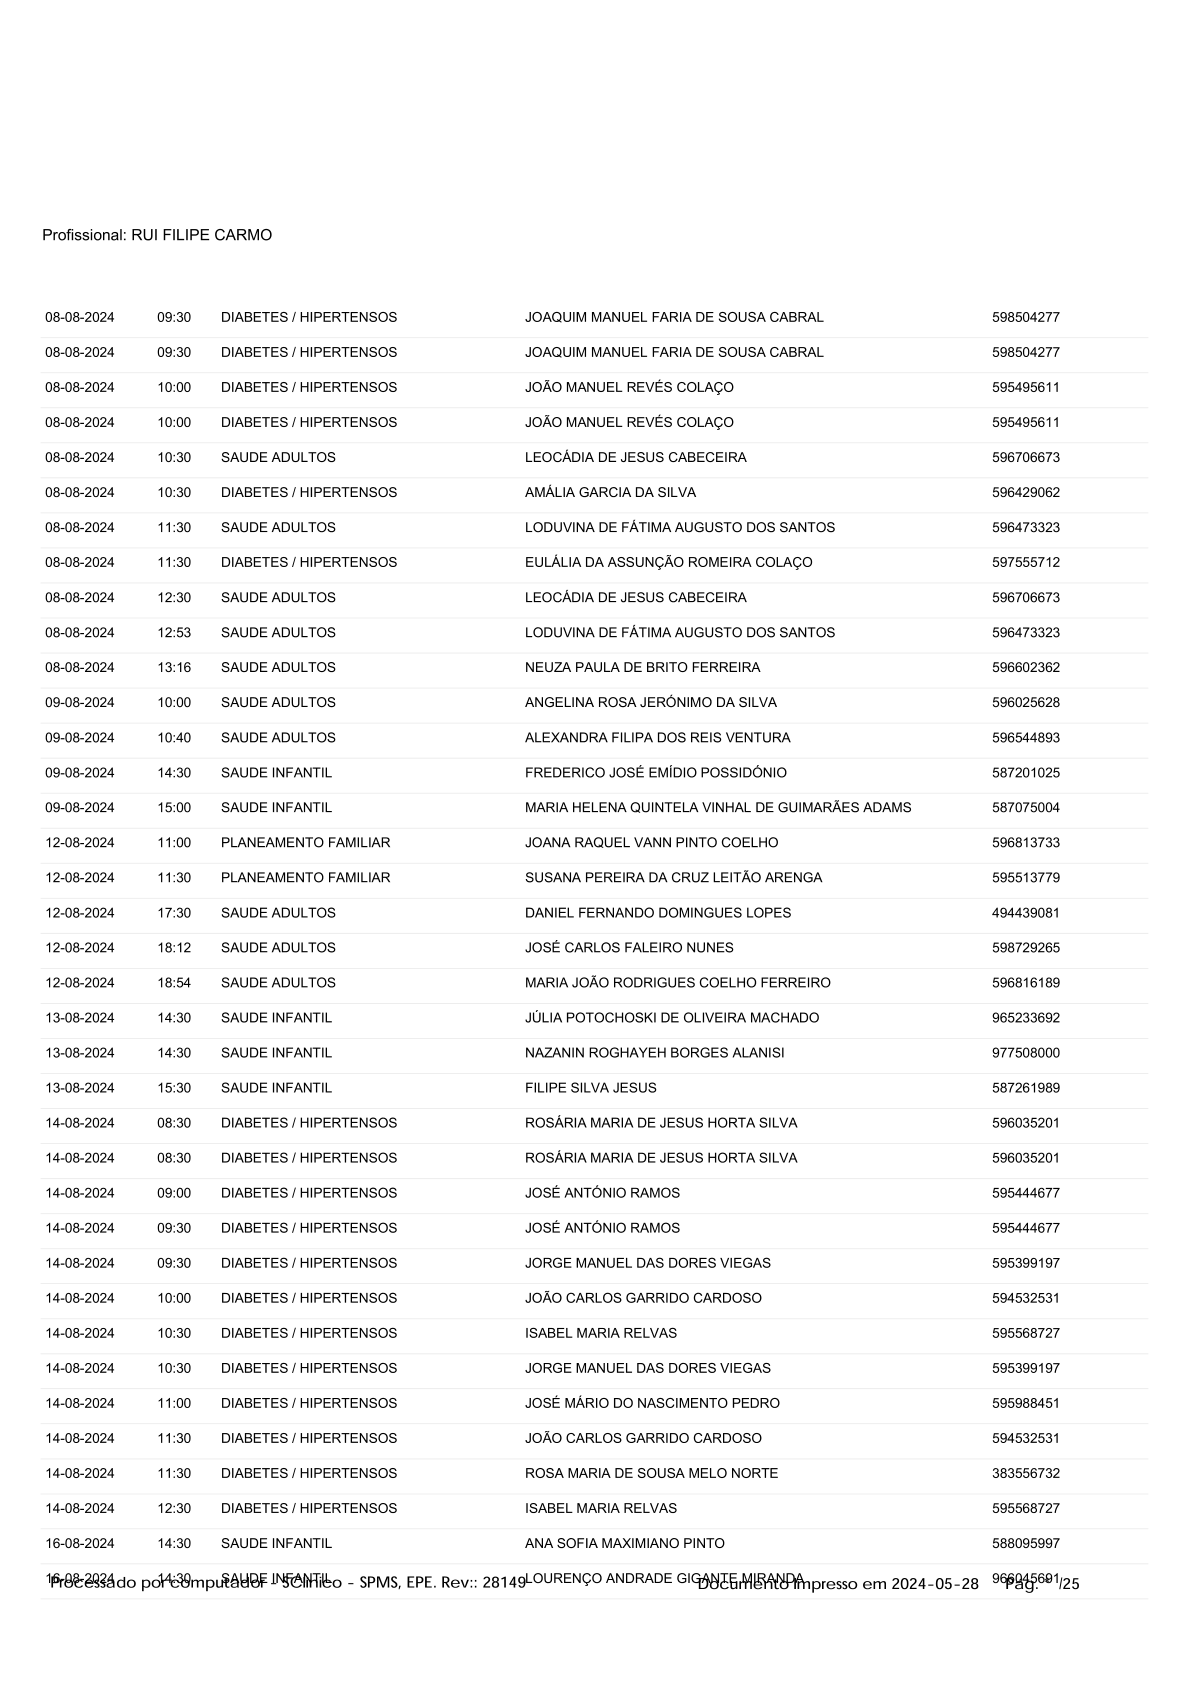 Profissional: RUI FILIPE CARMO
08-08-2024 09:30 DIABETES / HIPERTENSOS JOAQUIM MANUEL FARIA DE SOUSA CABRAL 598504277
08-08-2024 09:30 DIABETES / HIPERTENSOS JOAQUIM MANUEL FARIA DE SOUSA CABRAL 598504277
08-08-2024 10:00 DIABETES / HIPERTENSOS JOÃO MANUEL REVÉS COLAÇO 595495611
08-08-2024 10:00 DIABETES / HIPERTENSOS JOÃO MANUEL REVÉS COLAÇO 595495611
08-08-2024 10:30 SAUDE ADULTOS LEOCÁDIA DE JESUS CABECEIRA 596706673
08-08-2024 10:30 DIABETES / HIPERTENSOS AMÁLIA GARCIA DA SILVA 596429062
08-08-2024 11:30 SAUDE ADULTOS LODUVINA DE FÁTIMA AUGUSTO DOS SANTOS 596473323
08-08-2024 11:30 DIABETES / HIPERTENSOS EULÁLIA DA ASSUNÇÃO ROMEIRA COLAÇO 597555712
08-08-2024 12:30 SAUDE ADULTOS LEOCÁDIA DE JESUS CABECEIRA 596706673
08-08-2024 12:53 SAUDE ADULTOS LODUVINA DE FÁTIMA AUGUSTO DOS SANTOS 596473323
08-08-2024 13:16 SAUDE ADULTOS NEUZA PAULA DE BRITO FERREIRA 596602362
09-08-2024 10:00 SAUDE ADULTOS ANGELINA ROSA JERÓNIMO DA SILVA 596025628
09-08-2024 10:40 SAUDE ADULTOS ALEXANDRA FILIPA DOS REIS VENTURA 596544893
09-08-2024 14:30 SAUDE INFANTIL FREDERICO JOSÉ EMÍDIO POSSIDÓNIO 587201025
09-08-2024 15:00 SAUDE INFANTIL MARIA HELENA QUINTELA VINHAL DE GUIMARÃES ADAMS 587075004
12-08-2024 11:00 PLANEAMENTO FAMILIAR JOANA RAQUEL VANN PINTO COELHO 596813733
12-08-2024 11:30 PLANEAMENTO FAMILIAR SUSANA PEREIRA DA CRUZ LEITÃO ARENGA 595513779
12-08-2024 17:30 SAUDE ADULTOS DANIEL FERNANDO DOMINGUES LOPES 494439081
12-08-2024 18:12 SAUDE ADULTOS JOSÉ CARLOS FALEIRO NUNES 598729265
12-08-2024 18:54 SAUDE ADULTOS MARIA JOÃO RODRIGUES COELHO FERREIRO 596816189
13-08-2024 14:30 SAUDE INFANTIL JÚLIA POTOCHOSKI DE OLIVEIRA MACHADO 965233692
13-08-2024 14:30 SAUDE INFANTIL NAZANIN ROGHAYEH BORGES ALANISI 977508000
13-08-2024 15:30 SAUDE INFANTIL FILIPE SILVA JESUS 587261989
14-08-2024 08:30 DIABETES / HIPERTENSOS ROSÁRIA MARIA DE JESUS HORTA SILVA 596035201
14-08-2024 08:30 DIABETES / HIPERTENSOS ROSÁRIA MARIA DE JESUS HORTA SILVA 596035201
14-08-2024 09:00 DIABETES / HIPERTENSOS JOSÉ ANTÓNIO RAMOS 595444677
14-08-2024 09:30 DIABETES / HIPERTENSOS JOSÉ ANTÓNIO RAMOS 595444677
14-08-2024 09:30 DIABETES / HIPERTENSOS JORGE MANUEL DAS DORES VIEGAS 595399197
14-08-2024 10:00 DIABETES / HIPERTENSOS JOÃO CARLOS GARRIDO CARDOSO 594532531
14-08-2024 10:30 DIABETES / HIPERTENSOS ISABEL MARIA RELVAS 595568727
14-08-2024 10:30 DIABETES / HIPERTENSOS JORGE MANUEL DAS DORES VIEGAS 595399197
14-08-2024 11:00 DIABETES / HIPERTENSOS JOSÉ MÁRIO DO NASCIMENTO PEDRO 595988451
14-08-2024 11:30 DIABETES / HIPERTENSOS JOÃO CARLOS GARRIDO CARDOSO 594532531
14-08-2024 11:30 DIABETES / HIPERTENSOS ROSA MARIA DE SOUSA MELO NORTE 383556732
14-08-2024 12:30 DIABETES / HIPERTENSOS ISABEL MARIA RELVAS 595568727
16-08-2024 14:30 SAUDE INFANTIL ANA SOFIA MAXIMIANO PINTO 588095997
16-08-2024 14:30 SAUDE INFANTIL LOURENÇO ANDRADE GIGANTE MIRANDA 966045691
Processado por computador - SClínico - SPMS, EPE. Rev:: 28149 Documento Impresso em 2024-05-28 Pág. /25